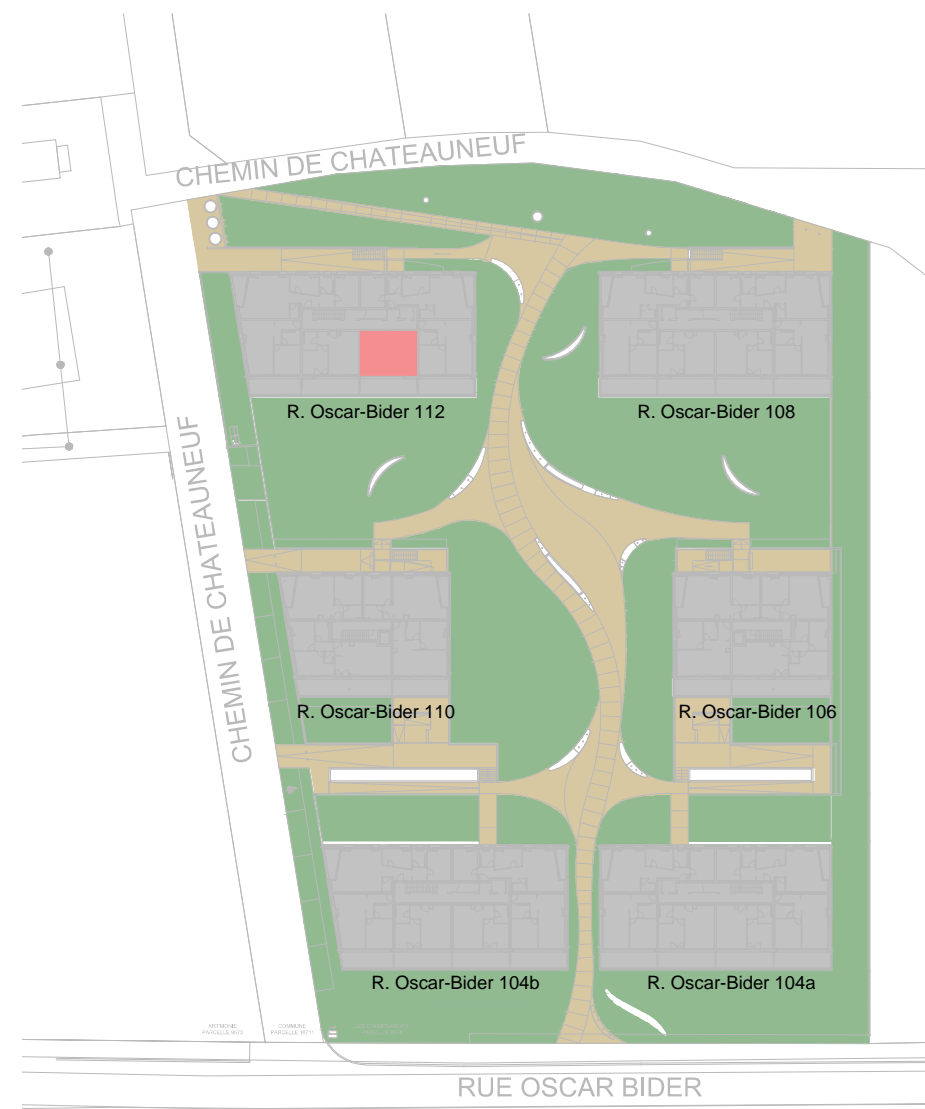 CHEMIN DE CHATEAUNEUF
R. Oscar-Bider 112
R. Oscar-Bider 108
CHEMIN DE CHATEAUNEUF
R. Oscar-Bider 110
R. Oscar-Bider 106
R. Oscar-Bider 104b
R. Oscar-Bider 104a
COMMUNE
RUE OSCAR BIDER